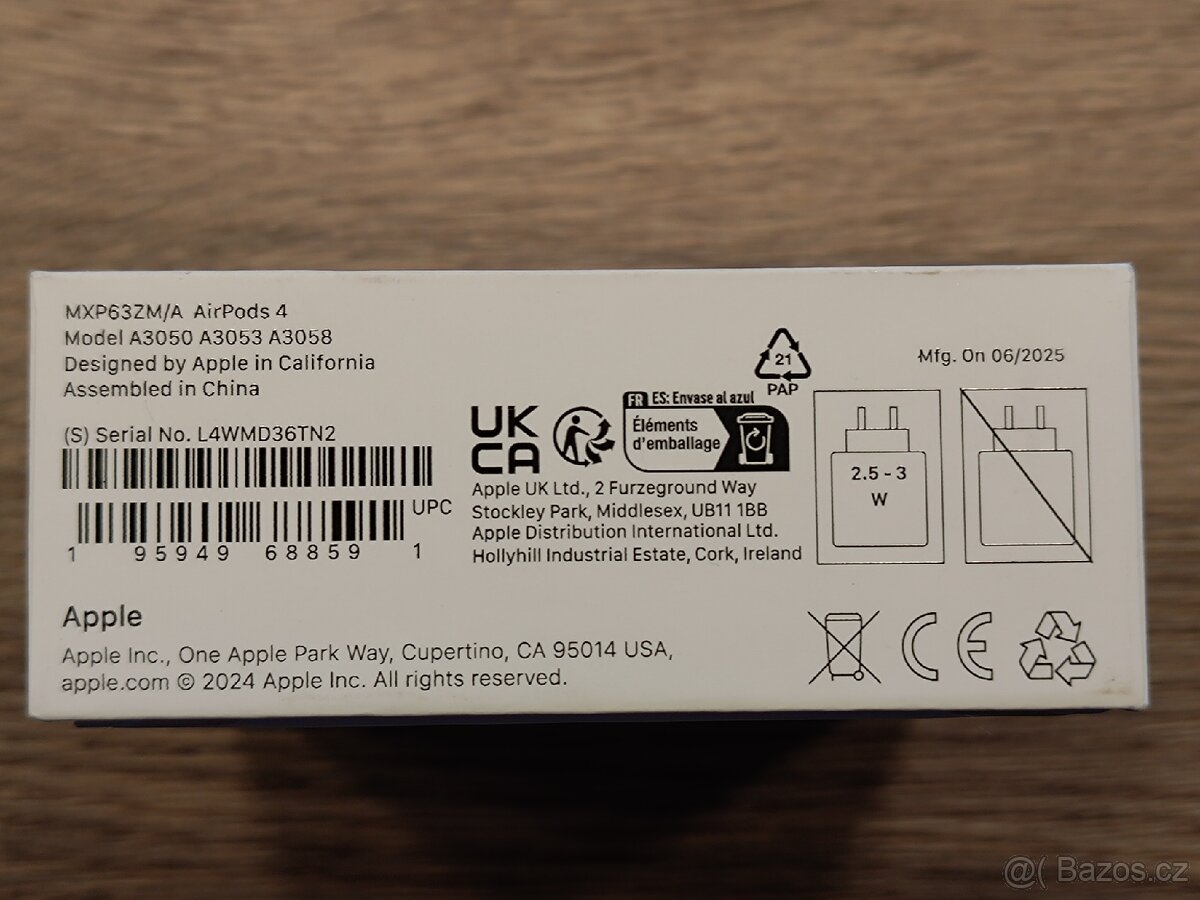 MXP63ZM/A AirPods 4
Model A3050 A3053 A3058
Designed by Apple in California
Assembled in China
(S) Serial No. L4WMD36TN2
UPC
1 95949 68859 1
Apple
Apple Inc., One Apple Park Way, Cupertino, CA 95014 USA,
apple.com © 2024 Apple Inc. All rights reserved.
UK
CA
FR ES: Envase al azul
Éléments
d'emballage
21
PAP
Apple UK Ltd., 2 Furzeground Way
Stockley Park, Middlesex, UB11 1BB
Apple Distribution International Ltd.
Hollyhill Industrial Estate, Cork, Ireland
Mfg. On 06/2025
2.5 - 3
W
CE
@( Bazos.cz